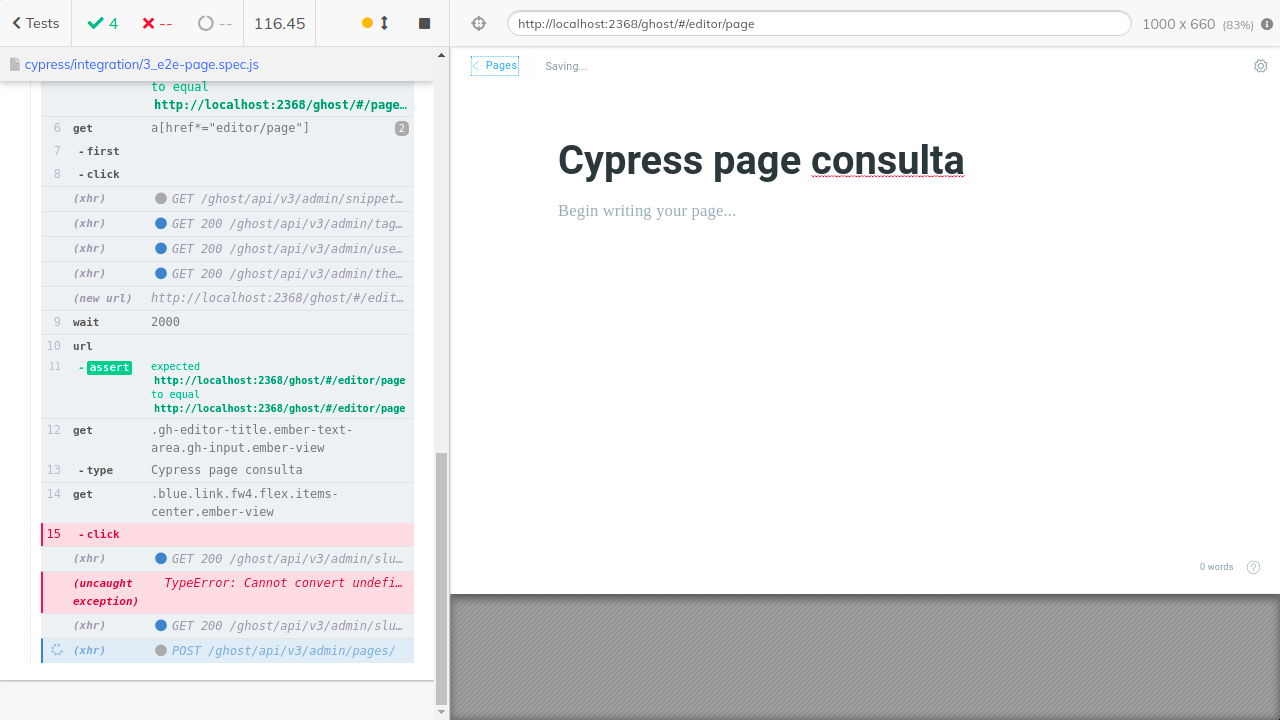 Tests 4 -- -- 116.45
http://localhost:2368/ghost/#/editor/page 1000 x 660 (83%)
cypress/integration/3_e2e-page.spec.js
to equal
http://localhost:2368/ghost/#/page…
6 get a[href*="editor/page"] 2
7 - first
8 - click
(xhr) GET /ghost/api/v3/admin/snippet…
(xhr) GET 200 /ghost/api/v3/admin/tag…
(xhr) GET 200 /ghost/api/v3/admin/use…
(xhr) GET 200 /ghost/api/v3/admin/the…
(new url) http://localhost:2368/ghost/#/edit…
9 wait 2000
10 url
11 - assert expected
http://localhost:2368/ghost/#/editor/page
to equal
http://localhost:2368/ghost/#/editor/page
12 get .gh-editor-title.ember-text-
area.gh-input.ember-view
13 - type Cypress page consulta
14 get .blue.link.fw4.flex.items-
center.ember-view
15 - click
(xhr) GET 200 /ghost/api/v3/admin/slu…
(uncaught TypeError: Cannot convert undefi…
exception)
(xhr) GET 200 /ghost/api/v3/admin/slu…
(xhr) POST /ghost/api/v3/admin/pages/
Pages Saving...
Cypress page consulta
Begin writing your page...
0 words ?